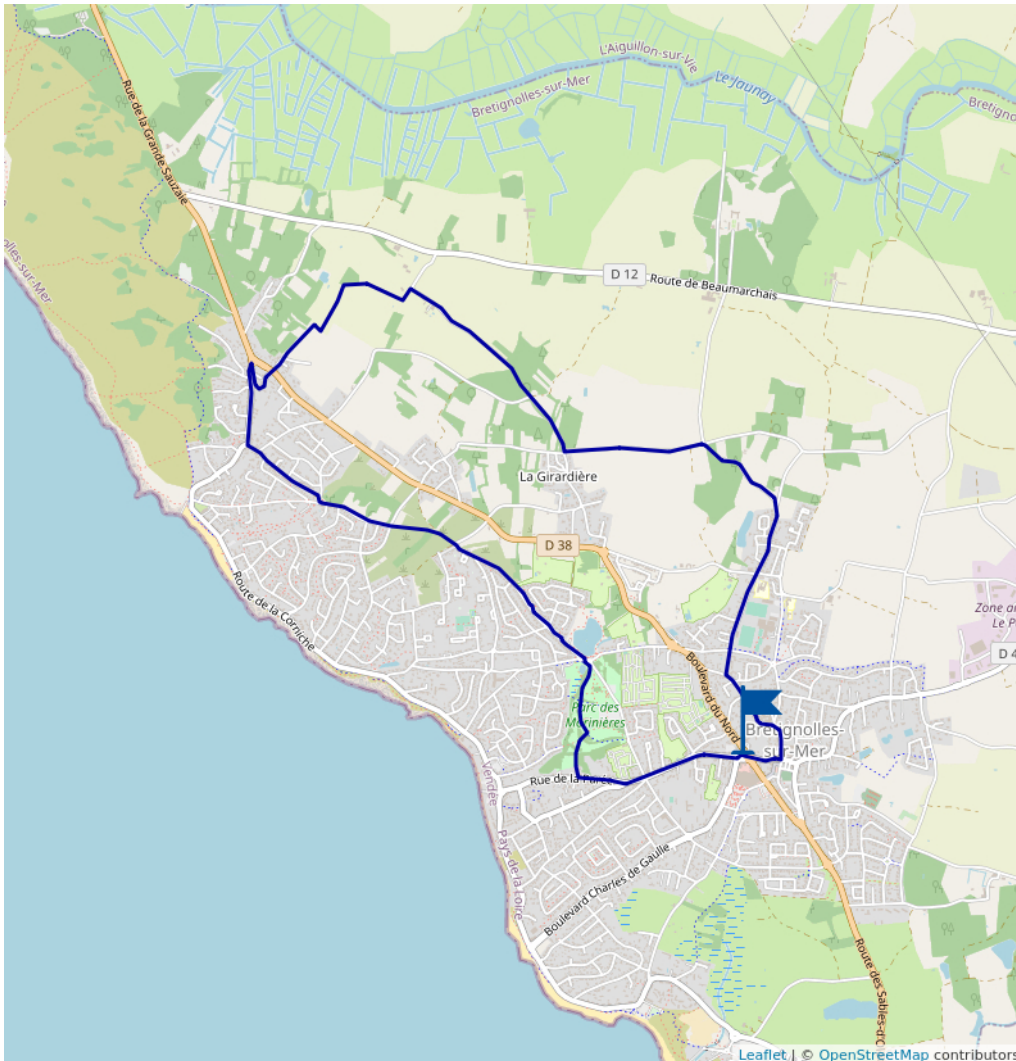 L'Aiguillon-sur-Vie
Le Jaunay
Bretignolles-sur-Mer
Rue de la Grande Sauzaie
D 12
Route de Beaumarchais
La Girardière
D 38
Route de la Corniche
Zone
Le P
D 4
Boulevard du Nord
Parc des
Morinières
Bretignolles-
sur-Mer
Rue de la Parée
Vendée
Pays de la Loire
Boulevard Charles de Gaulle
Route des Sables-d'O
Leaflet | © OpenStreetMap contributors